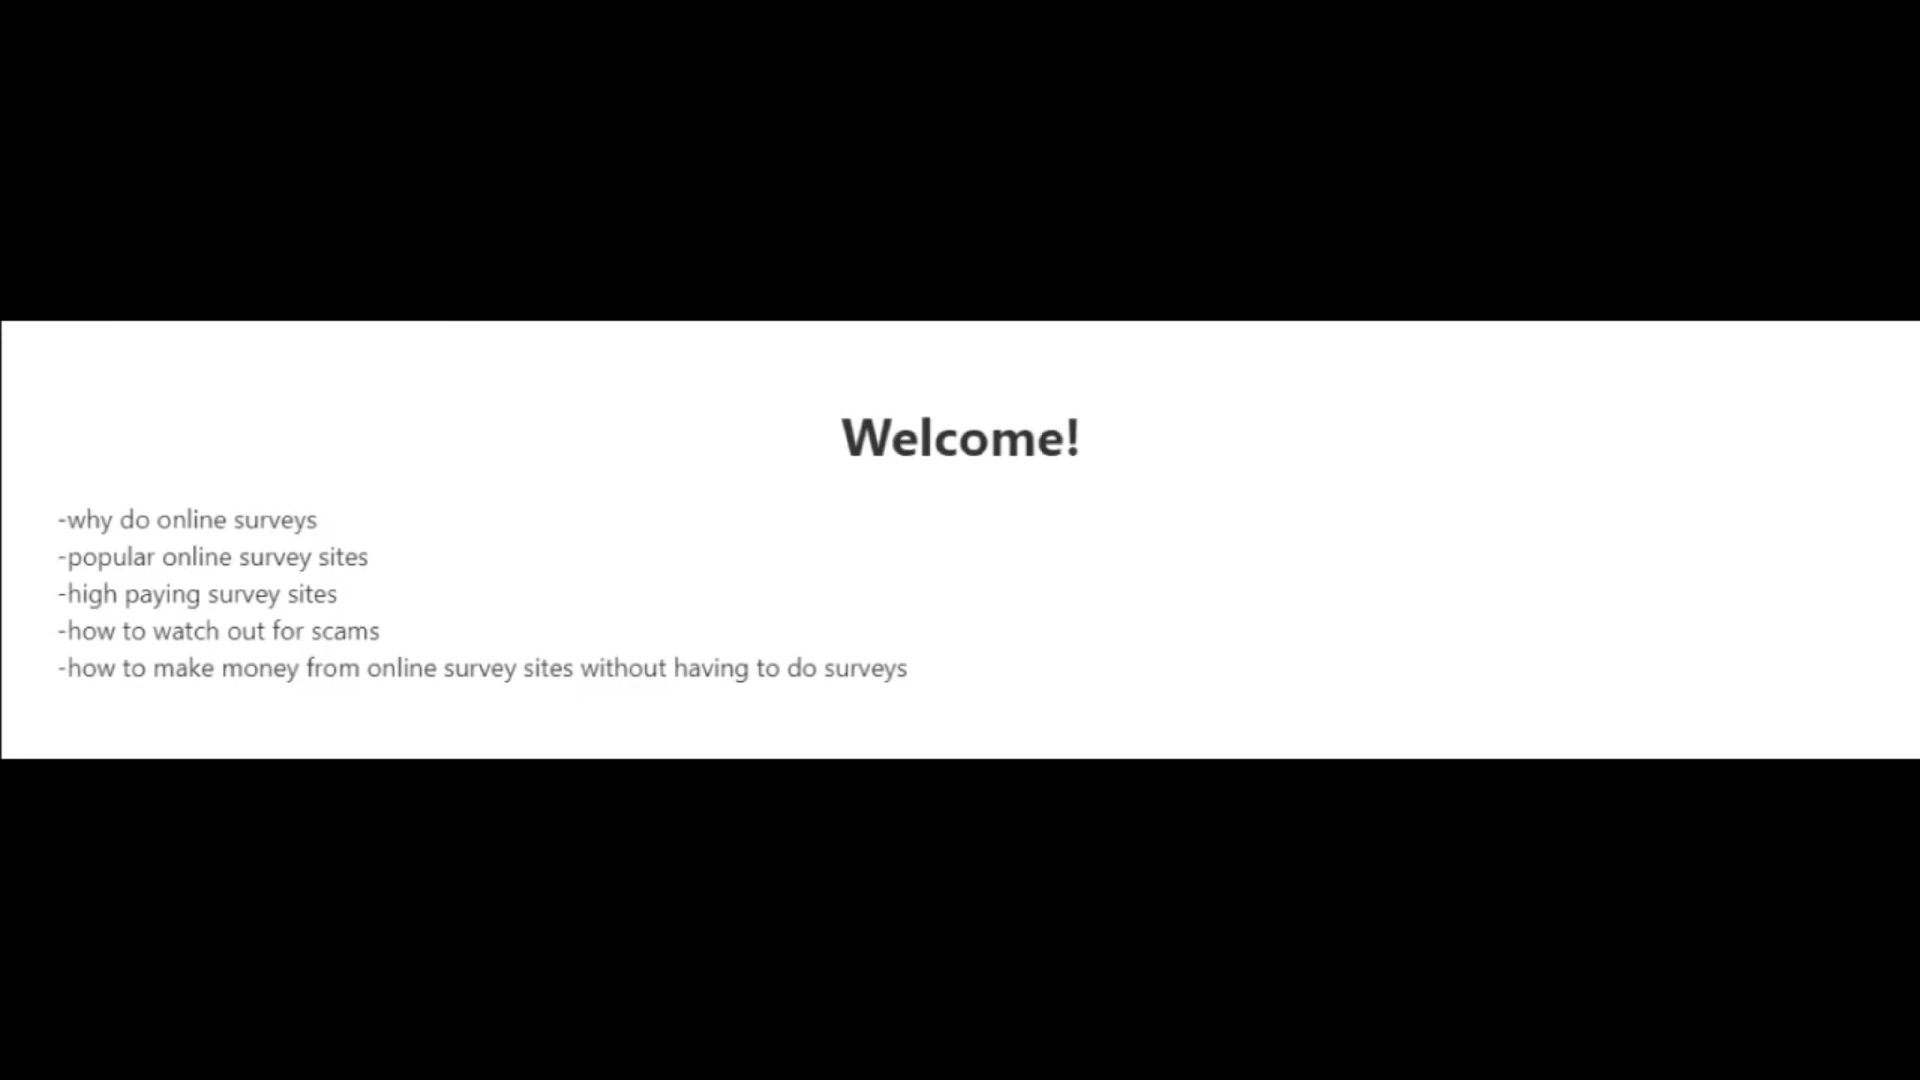 Welcome!
-why do online surveys
-popular online survey sites
-high paying survey sites
-how to watch out for scams
-how to make money from online survey sites without having to do surveys